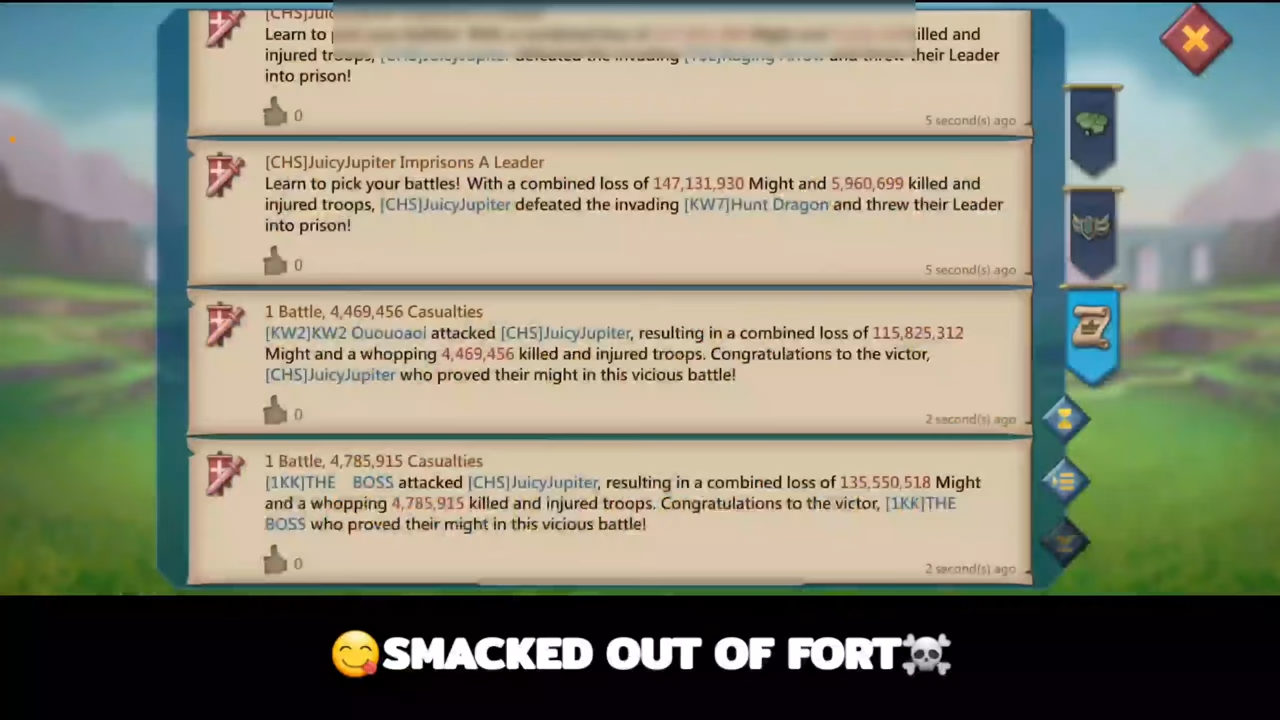 [CHS]Juic
Learn to illed and
injured troops, [CHS]JuicyJupiter defeated the invading and threw their Leader
into prison!
0
5 second(s) ago
[CHS]JuicyJupiter Imprisons A Leader
Learn to pick your battles! With a combined loss of 147,131,930 Might and 5,960,699 killed and
injured troops, [CHS]JuicyJupiter defeated the invading [KW7]Hunt Dragon and threw their Leader
into prison!
0
5 second(s) ago
1 Battle, 4,469,456 Casualties
[KW2]KW2 Ououoaoi attacked [CHS]JuicyJupiter, resulting in a combined loss of 115,825,312
Might and a whopping 4,469,456 killed and injured troops. Congratulations to the victor,
[CHS]JuicyJupiter who proved their might in this vicious battle!
0
2 second(s) ago
1 Battle, 4,785,915 Casualties
[1KK]THE BOSS attacked [CHS]JuicyJupiter, resulting in a combined loss of 135,550,518 Might
and a whopping 4,785,915 killed and injured troops. Congratulations to the victor, [1KK]THE
BOSS who proved their might in this vicious battle!
0
2 second(s) ago
😋SMACKED OUT OF FORT☠️